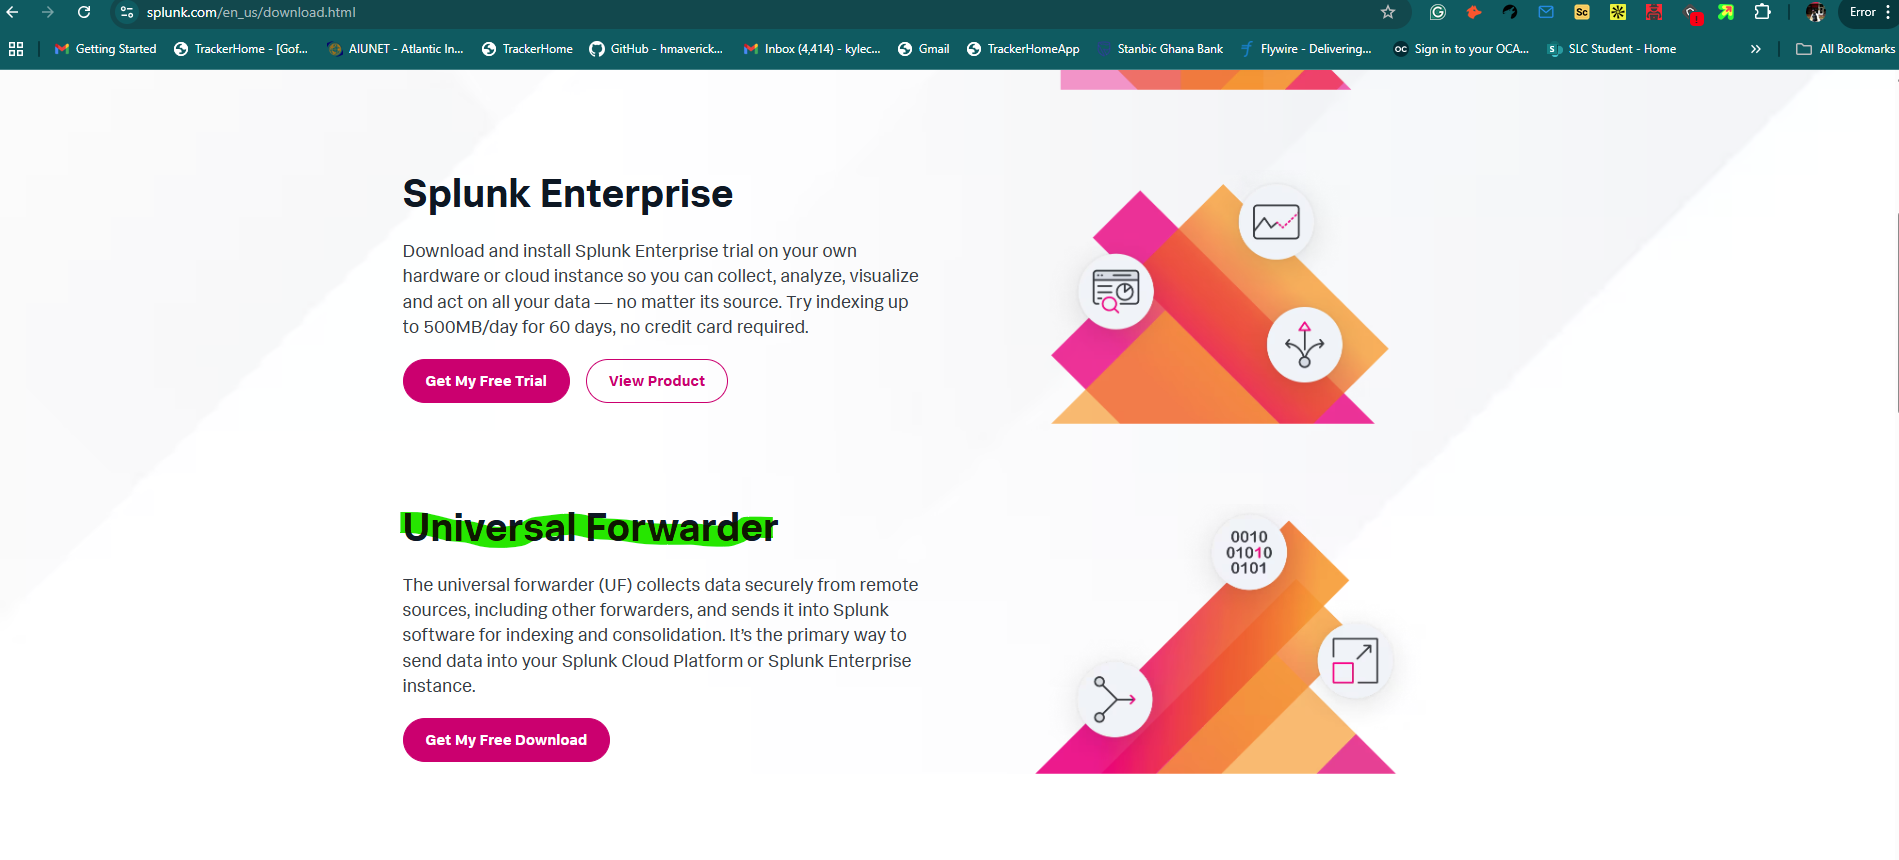 splunk.com/en_us/download.html
Sc
Error
Getting Started
TrackerHome - [Gof...
AIUNET - Atlantic In...
TrackerHome
GitHub - hmaverick...
Inbox (4,414) - kylec...
Gmail
TrackerHomeApp
Stanbic Ghana Bank
Flywire - Delivering...
OC
Sign in to your OCA...
S
SLC Student - Home
All Bookmarks
Splunk Enterprise
Download and install Splunk Enterprise trial on your own
hardware or cloud instance so you can collect, analyze, visualize
and act on all your data — no matter its source. Try indexing up
to 500MB/day for 60 days, no credit card required.
Get My Free Trial
View Product
Universal Forwarder
The universal forwarder (UF) collects data securely from remote
sources, including other forwarders, and sends it into Splunk
software for indexing and consolidation. It’s the primary way to
send data into your Splunk Cloud Platform or Splunk Enterprise
instance.
Get My Free Download
0010
01010
0101